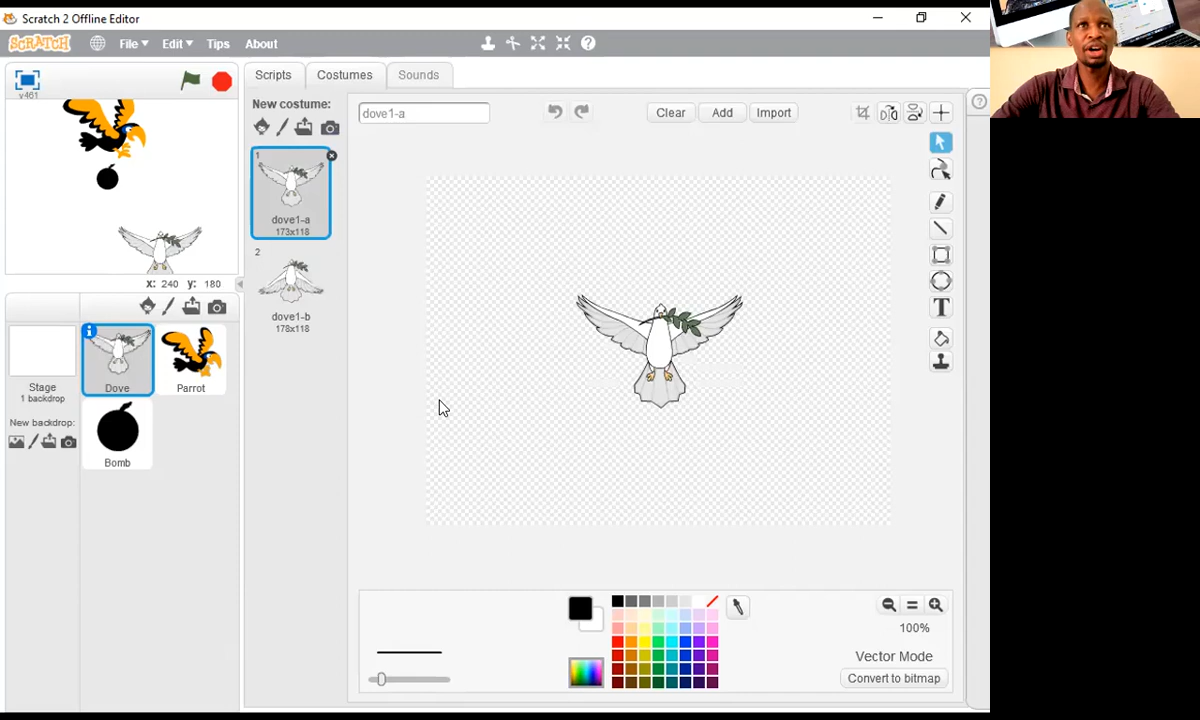 Scratch 2 Offline Editor
SCRATCH File Edit Tips About
v461
Scripts Costumes Sounds
New costume:
dove1-a
Clear Add Import
1
dove1-a
173x118
2
dove1-b
178x118
x: 240 y: 180
Stage
1 backdrop
New backdrop:
Dove
Parrot
Bomb
T
100%
Vector Mode
Convert to bitmap